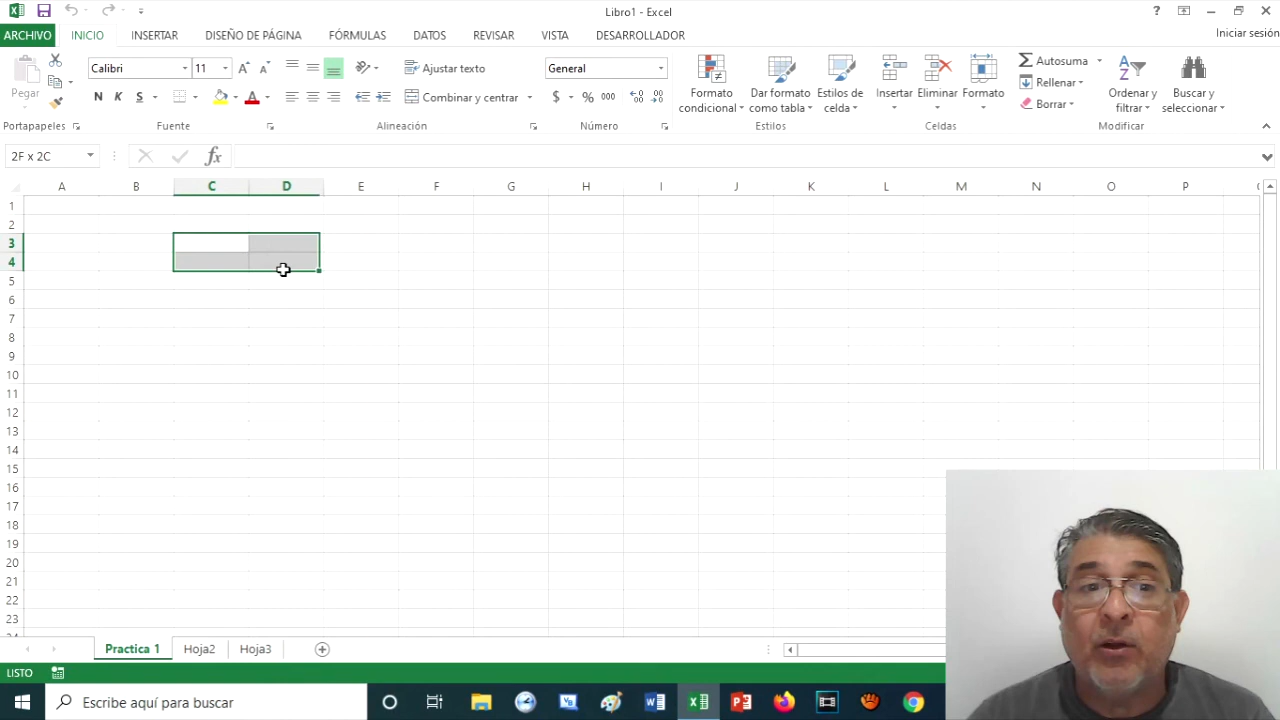 Libro1 - Excel
?
ARCHIVO INICIO INSERTAR DISEÑO DE PÁGINA FÓRMULAS DATOS REVISAR VISTA DESARROLLADOR Iniciar sesión
Pegar
Calibri 11
N K S A
Ajustar texto
Combinar y centrar
General
$ % 000
Formato condicional
Dar formato como tabla
Estilos de celda
Insertar
Eliminar
Formato
Autosuma
Rellenar
Borrar
Ordenar y filtrar
Buscar y seleccionar
Portapapeles Fuente Alineación Número Estilos Celdas Modificar
2F x 2C fx
A B C D E F G H I J K L M N O P
1
2
3
4
5
6
7
8
9
10
11
12
13
14
15
16
17
18
19
20
21
22
23
Practica 1 Hoja2 Hoja3
LISTO
Escribe aquí para buscar